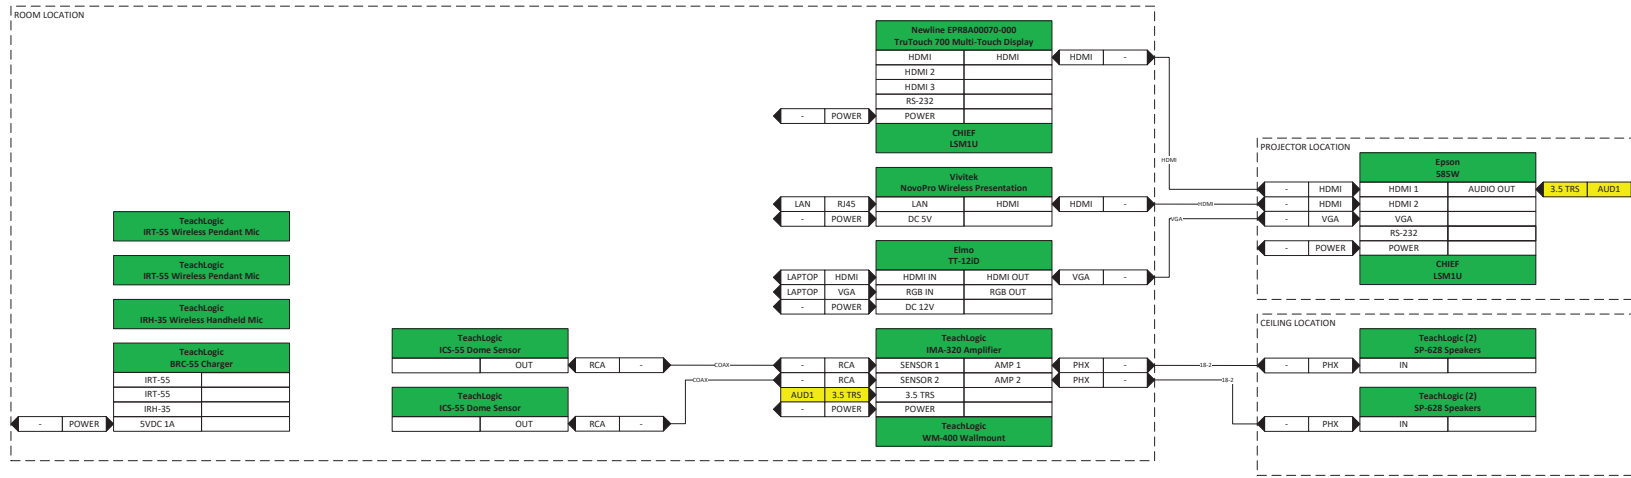 ROOM LOCATION
Newline EPR8A00070-000
TruTouch 700 Multi-Touch Display
HDMI HDMI HDMI -
HDMI 2
HDMI 3
RS-232
- POWER POWER
CHIEF
LSM1U
HDMI
PROJECTOR LOCATION
Epson
585W
- HDMI HDMI 1 AUDIO OUT 3.5 TRS AUD1
- HDMI HDMI 2
- VGA VGA
RS-232
- POWER POWER
CHIEF
LSM1U
Vivitek
NovoPro Wireless Presentation
LAN RJ45 LAN HDMI HDMI - HDMI
- POWER DC 5V
VGA
Elmo
TT-12iD
LAPTOP HDMI HDMI IN HDMI OUT VGA -
LAPTOP VGA RGB IN RGB OUT
- POWER DC 12V
TeachLogic
IRT-55 Wireless Pendant Mic
TeachLogic
IRT-55 Wireless Pendant Mic
TeachLogic
IRH-35 Wireless Handheld Mic
TeachLogic
BRC-55 Charger
IRT-55
IRT-55
IRH-35
- POWER 5VDC 1A
TeachLogic
ICS-55 Dome Sensor
OUT RCA - COAX
TeachLogic
ICS-55 Dome Sensor
OUT RCA - COAX
TeachLogic
IMA-320 Amplifier
- RCA SENSOR 1 AMP 1 PHX - 18-2
- RCA SENSOR 2 AMP 2 PHX - 18-2
AUD1 3.5 TRS 3.5 TRS
- POWER POWER
TeachLogic
WM-400 Wallmount
CEILING LOCATION
TeachLogic (2)
SP-628 Speakers
- PHX IN
TeachLogic (2)
SP-628 Speakers
- PHX IN